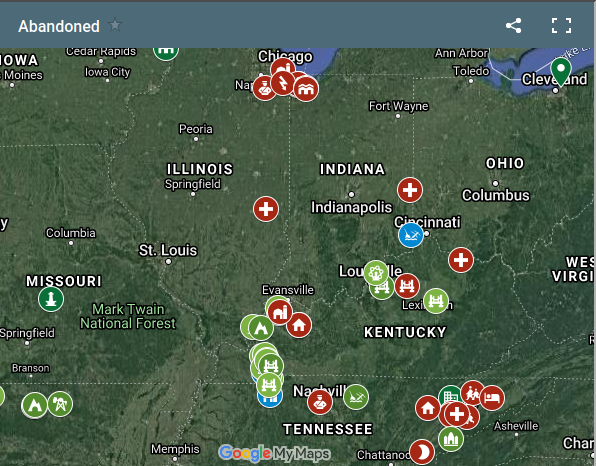 Abandoned
Cedar Rapids
Chicago
Ann Arbor
IOWA
s Moines
Iowa City
Nap
Toledo
Cleveland
Lake E
Fort Wayne
Peoria
ILLINOIS
INDIANA
OHIO
Springfield
Columbus
Indianapolis
Cincinnati
y
Columbia
St. Louis
Louisville
WES
VIRGI
MISSOURI
Evansville
Lexington
Mark Twain
National Forest
KENTUCKY
Springfield
Branson
Nashville
TENNESSEE
Asheville
Memphis
Google My Maps
Chattanoo
Char